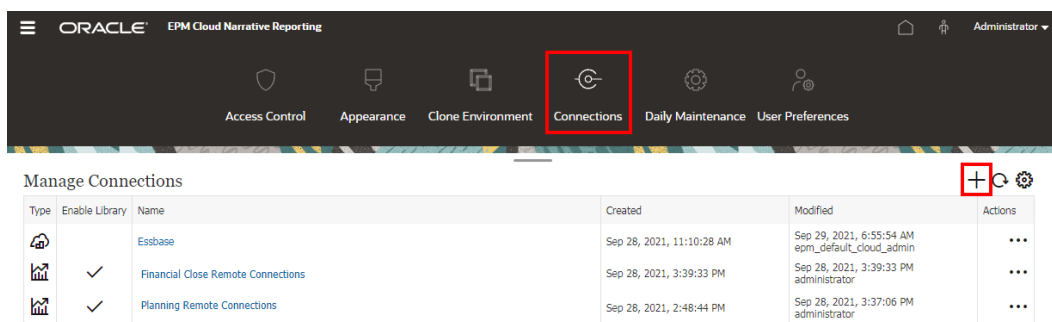 ORACLE EPM Cloud Narrative Reporting Administrator
Access Control Appearance Clone Environment Connections Daily Maintenance User Preferences
Manage Connections
Type Enable Library Name Created Modified Actions
Essbase Sep 28, 2021, 11:10:28 AM Sep 29, 2021, 6:55:54 AM
epm_default_cloud_admin
Financial Close Remote Connections Sep 28, 2021, 3:39:33 PM Sep 28, 2021, 3:39:33 PM
administrator
Planning Remote Connections Sep 28, 2021, 2:48:44 PM Sep 28, 2021, 3:37:06 PM
administrator